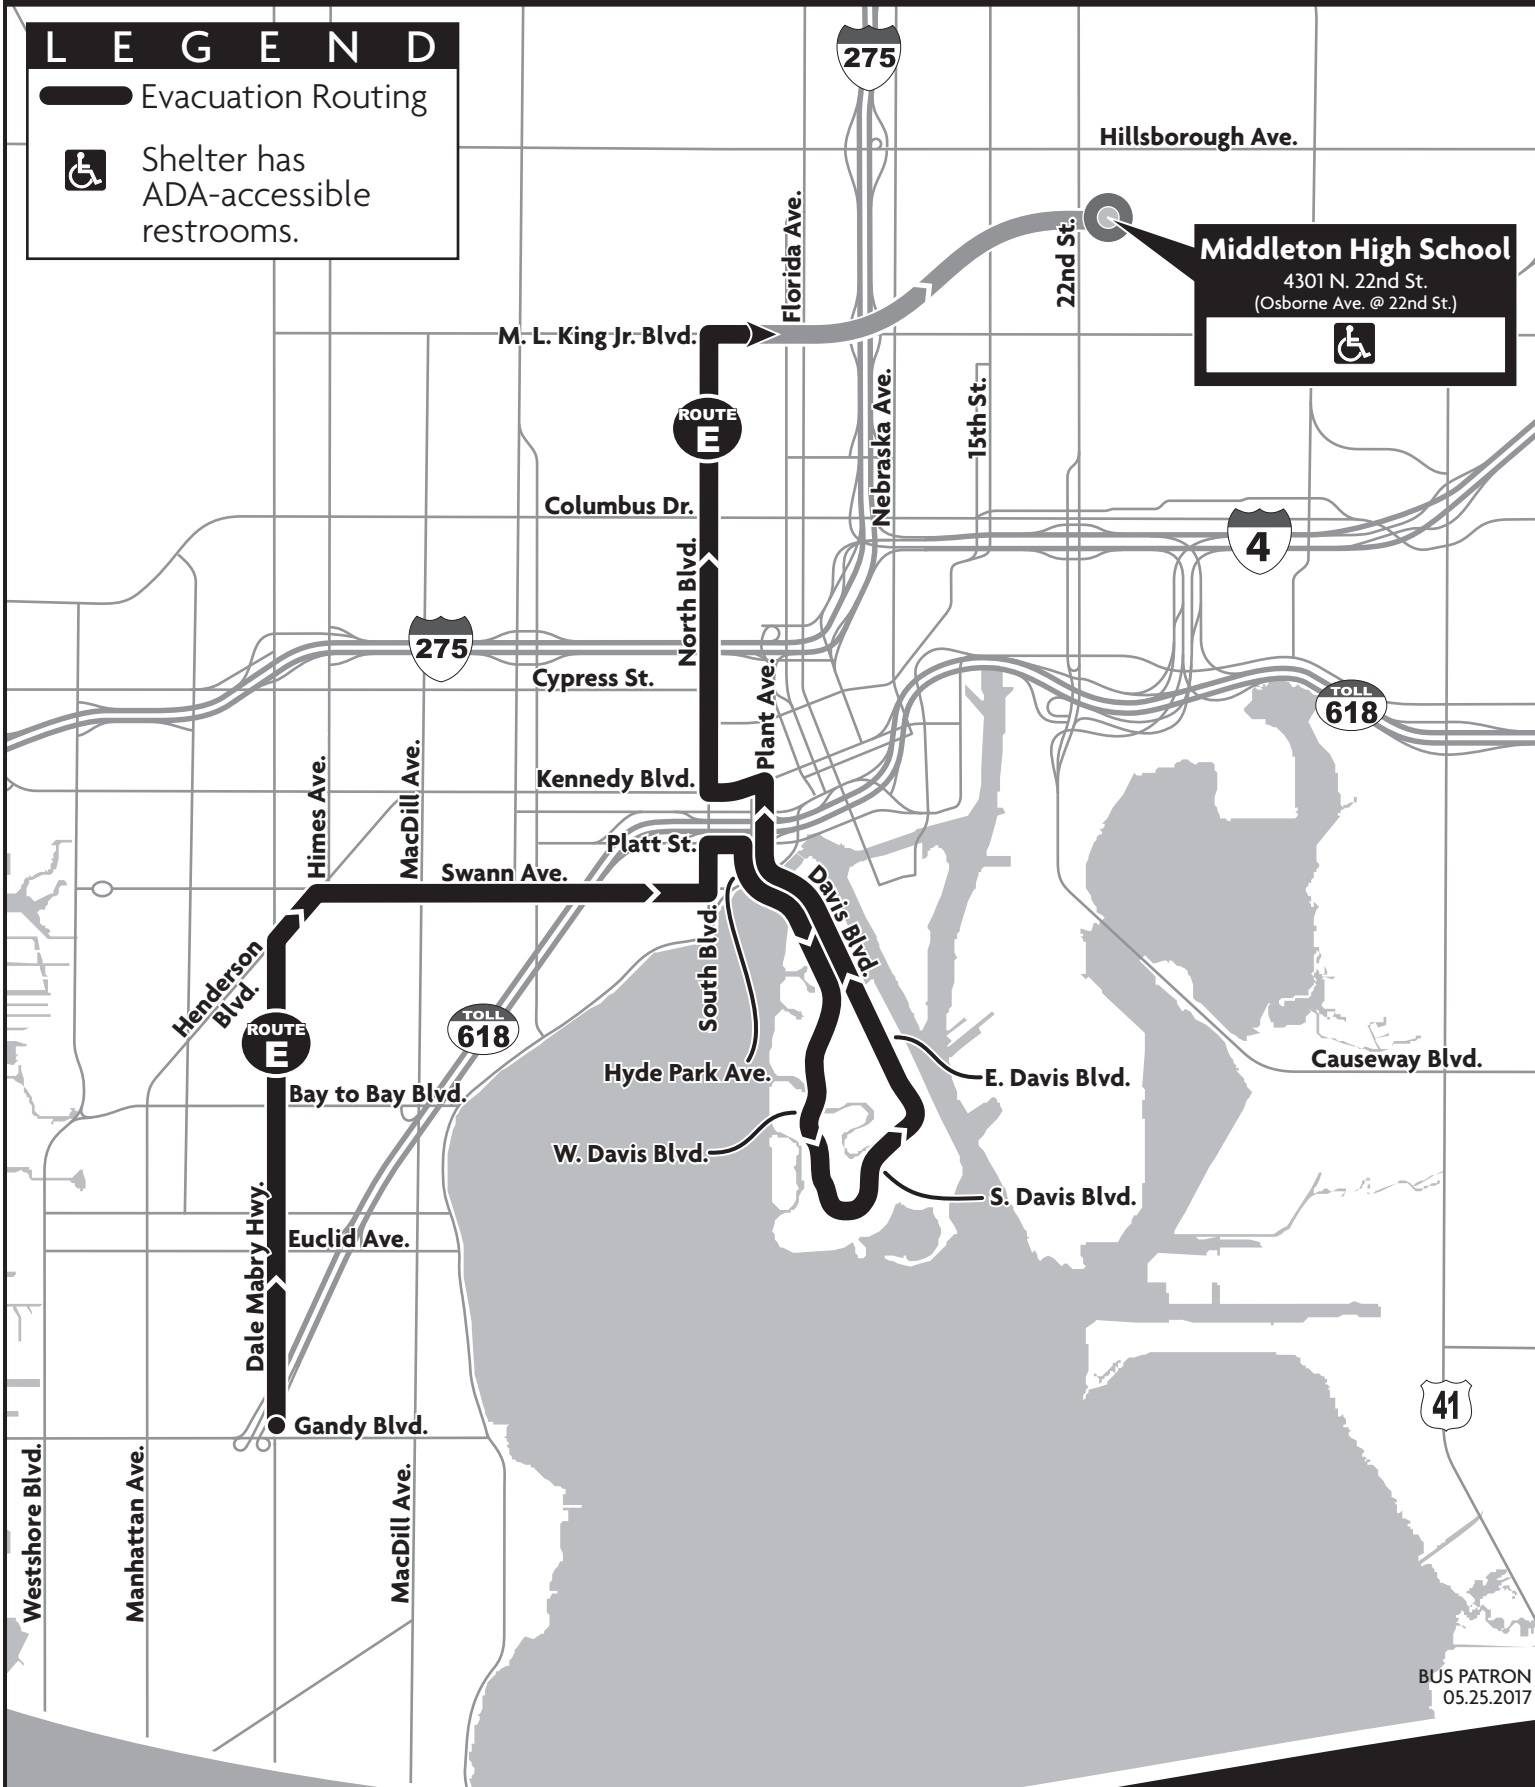 LEGEND
Evacuation Routing
Shelter has
ADA-accessible
restrooms.
275
Hillsborough Ave.
Florida Ave.
22nd St.
Middleton High School
4301 N. 22nd St.
(Osborne Ave. @ 22nd St.)
M. L. King Jr. Blvd.
ROUTE
E
Nebraska Ave.
15th St.
Columbus Dr.
4
North Blvd.
275
Cypress St.
Plant Ave.
TOLL
618
Himes Ave.
MacDill Ave.
Kennedy Blvd.
Platt St.
Swann Ave.
Davis Blvd.
South Blvd.
Henderson
Blvd.
ROUTE
E
TOLL
618
Hyde Park Ave.
E. Davis Blvd.
Causeway Blvd.
Bay to Bay Blvd.
W. Davis Blvd.
S. Davis Blvd.
Dale Mabry Hwy.
Euclid Ave.
41
Gandy Blvd.
Westshore Blvd.
Manhattan Ave.
MacDill Ave.
BUS PATRON
05.25.2017